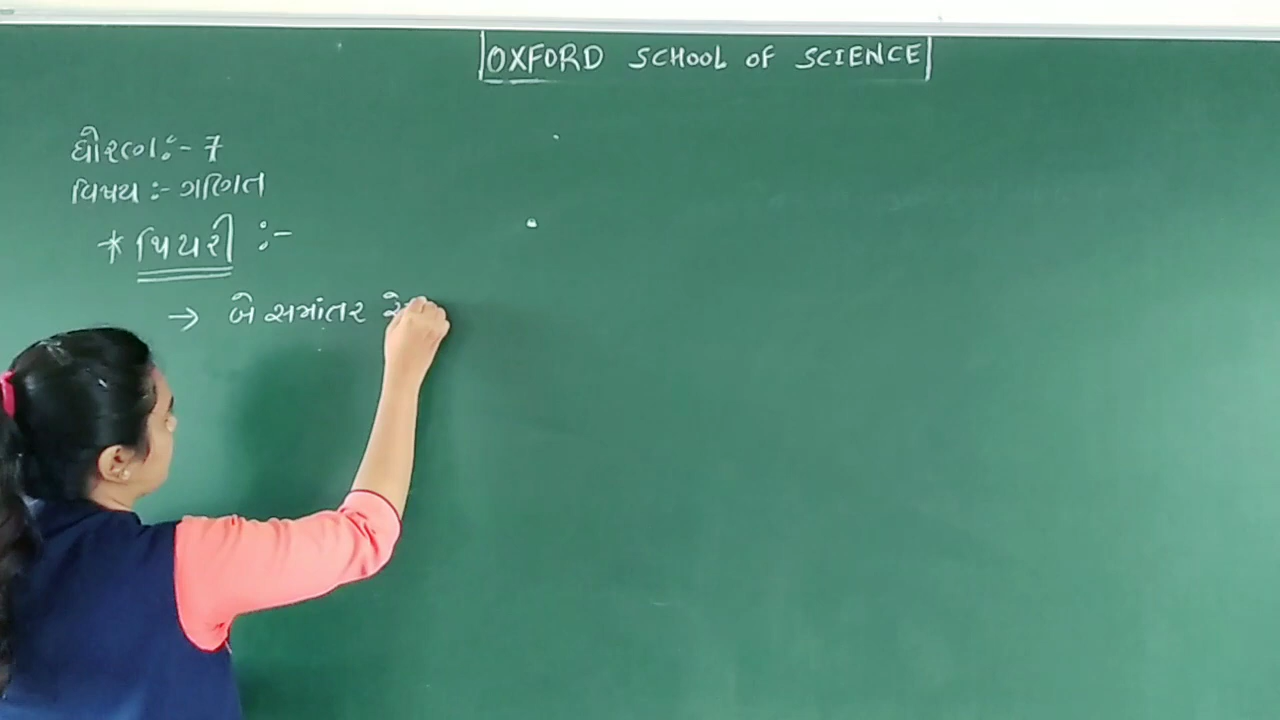 OXFORD SCHOOL OF SCIENCE
ધોરણ:- 7
વિષય :- ગણિત
* થિયરી :-
→ બે સમાંતર રે